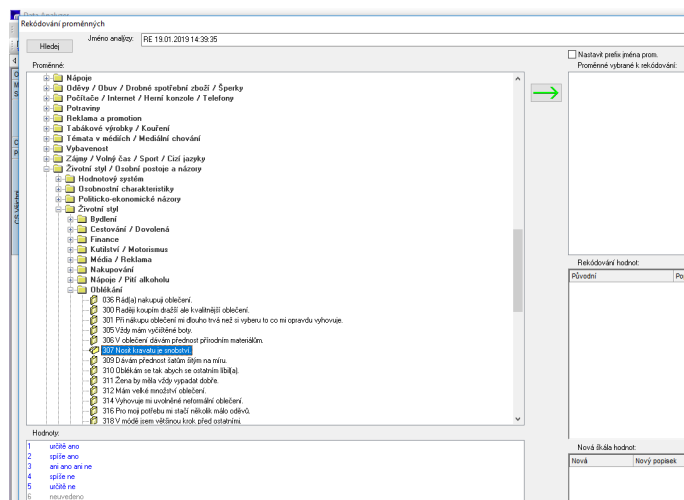 Rekódování proměnných
Hledej
Jméno analýzy:
RE 19.01.2019 14:39:35
Nastavit prefix jména prom.
Proměnné:
Proměnné vybrané k rekódování:
Nápoje
Oděvy / Obuv / Drobné spotřební zboží / Šperky
Počítače / Internet / Herní konzole / Telefony
Potraviny
Reklama a promotion
Tabákové výrobky / Kouření
Témata v médiích / Mediální chování
Vybavenost
Zájmy / Volný čas / Sport / Cizí jazyky
Životní styl / Osobní postoje a názory
Hodnotový systém
Osobnostní charakteristiky
Politicko-ekonomické názory
Životní styl
Bydlení
Cestování / Dovolená
Finance
Kutilství / Motorismus
Média / Reklama
Nakupování
Nápoje / Pití alkoholu
Oblékání
036 Rád(a) nakupuji oblečení.
300 Raději koupím dražší ale kvalitnější oblečení.
301 Při nákupu oblečení mi dlouho trvá než si vyberu to co mi opravdu vyhovuje.
305 Vždy mám vyčištěné boty.
306 V oblečení dávám přednost přírodním materiálům.
307 Nosit kravatu je snobství.
309 Dávám přednost šatům šitým na míru.
310 Oblékám se tak abych se ostatním líbil(a).
311 Žena by měla vždy vypadat dobře.
312 Mám velké množství oblečení.
314 Vyhovuje mi uvolněné neformální oblečení.
316 Pro moji potřebu mi stačí několik málo oděvů.
318 V módě jsem většinou krok před ostatními.
Rekódování hodnot:
Původní
Po
Hodnoty:
1 určitě ano
2 spíše ano
3 ani ano ani ne
4 spíše ne
5 určitě ne
6 neuvedeno
Nová škála hodnot:
Nová
Nový popisek